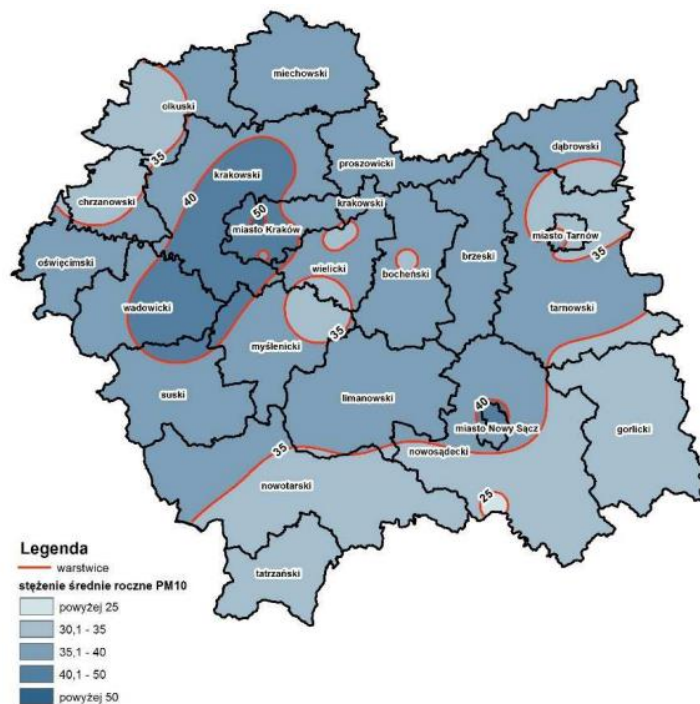 miechowski
olkuski
dąbrowski
35
proszowicki
krakowski
chrzanowski
40
50
krakowski
miasto Kraków
miasto Tarnów
oświęcimski
35
brzeski
wielicki
bocheński
wadowicki
tarnowski
35
myślenicki
suski
limanowski
40
miasto Nowy Sącz
gorlicki
35
nowosądecki
nowotarski
25
tatrzański
Legenda
warstwice
stężenie średnie roczne PM10
powyżej 25
30,1 - 35
35,1 - 40
40,1 - 50
powyżej 50